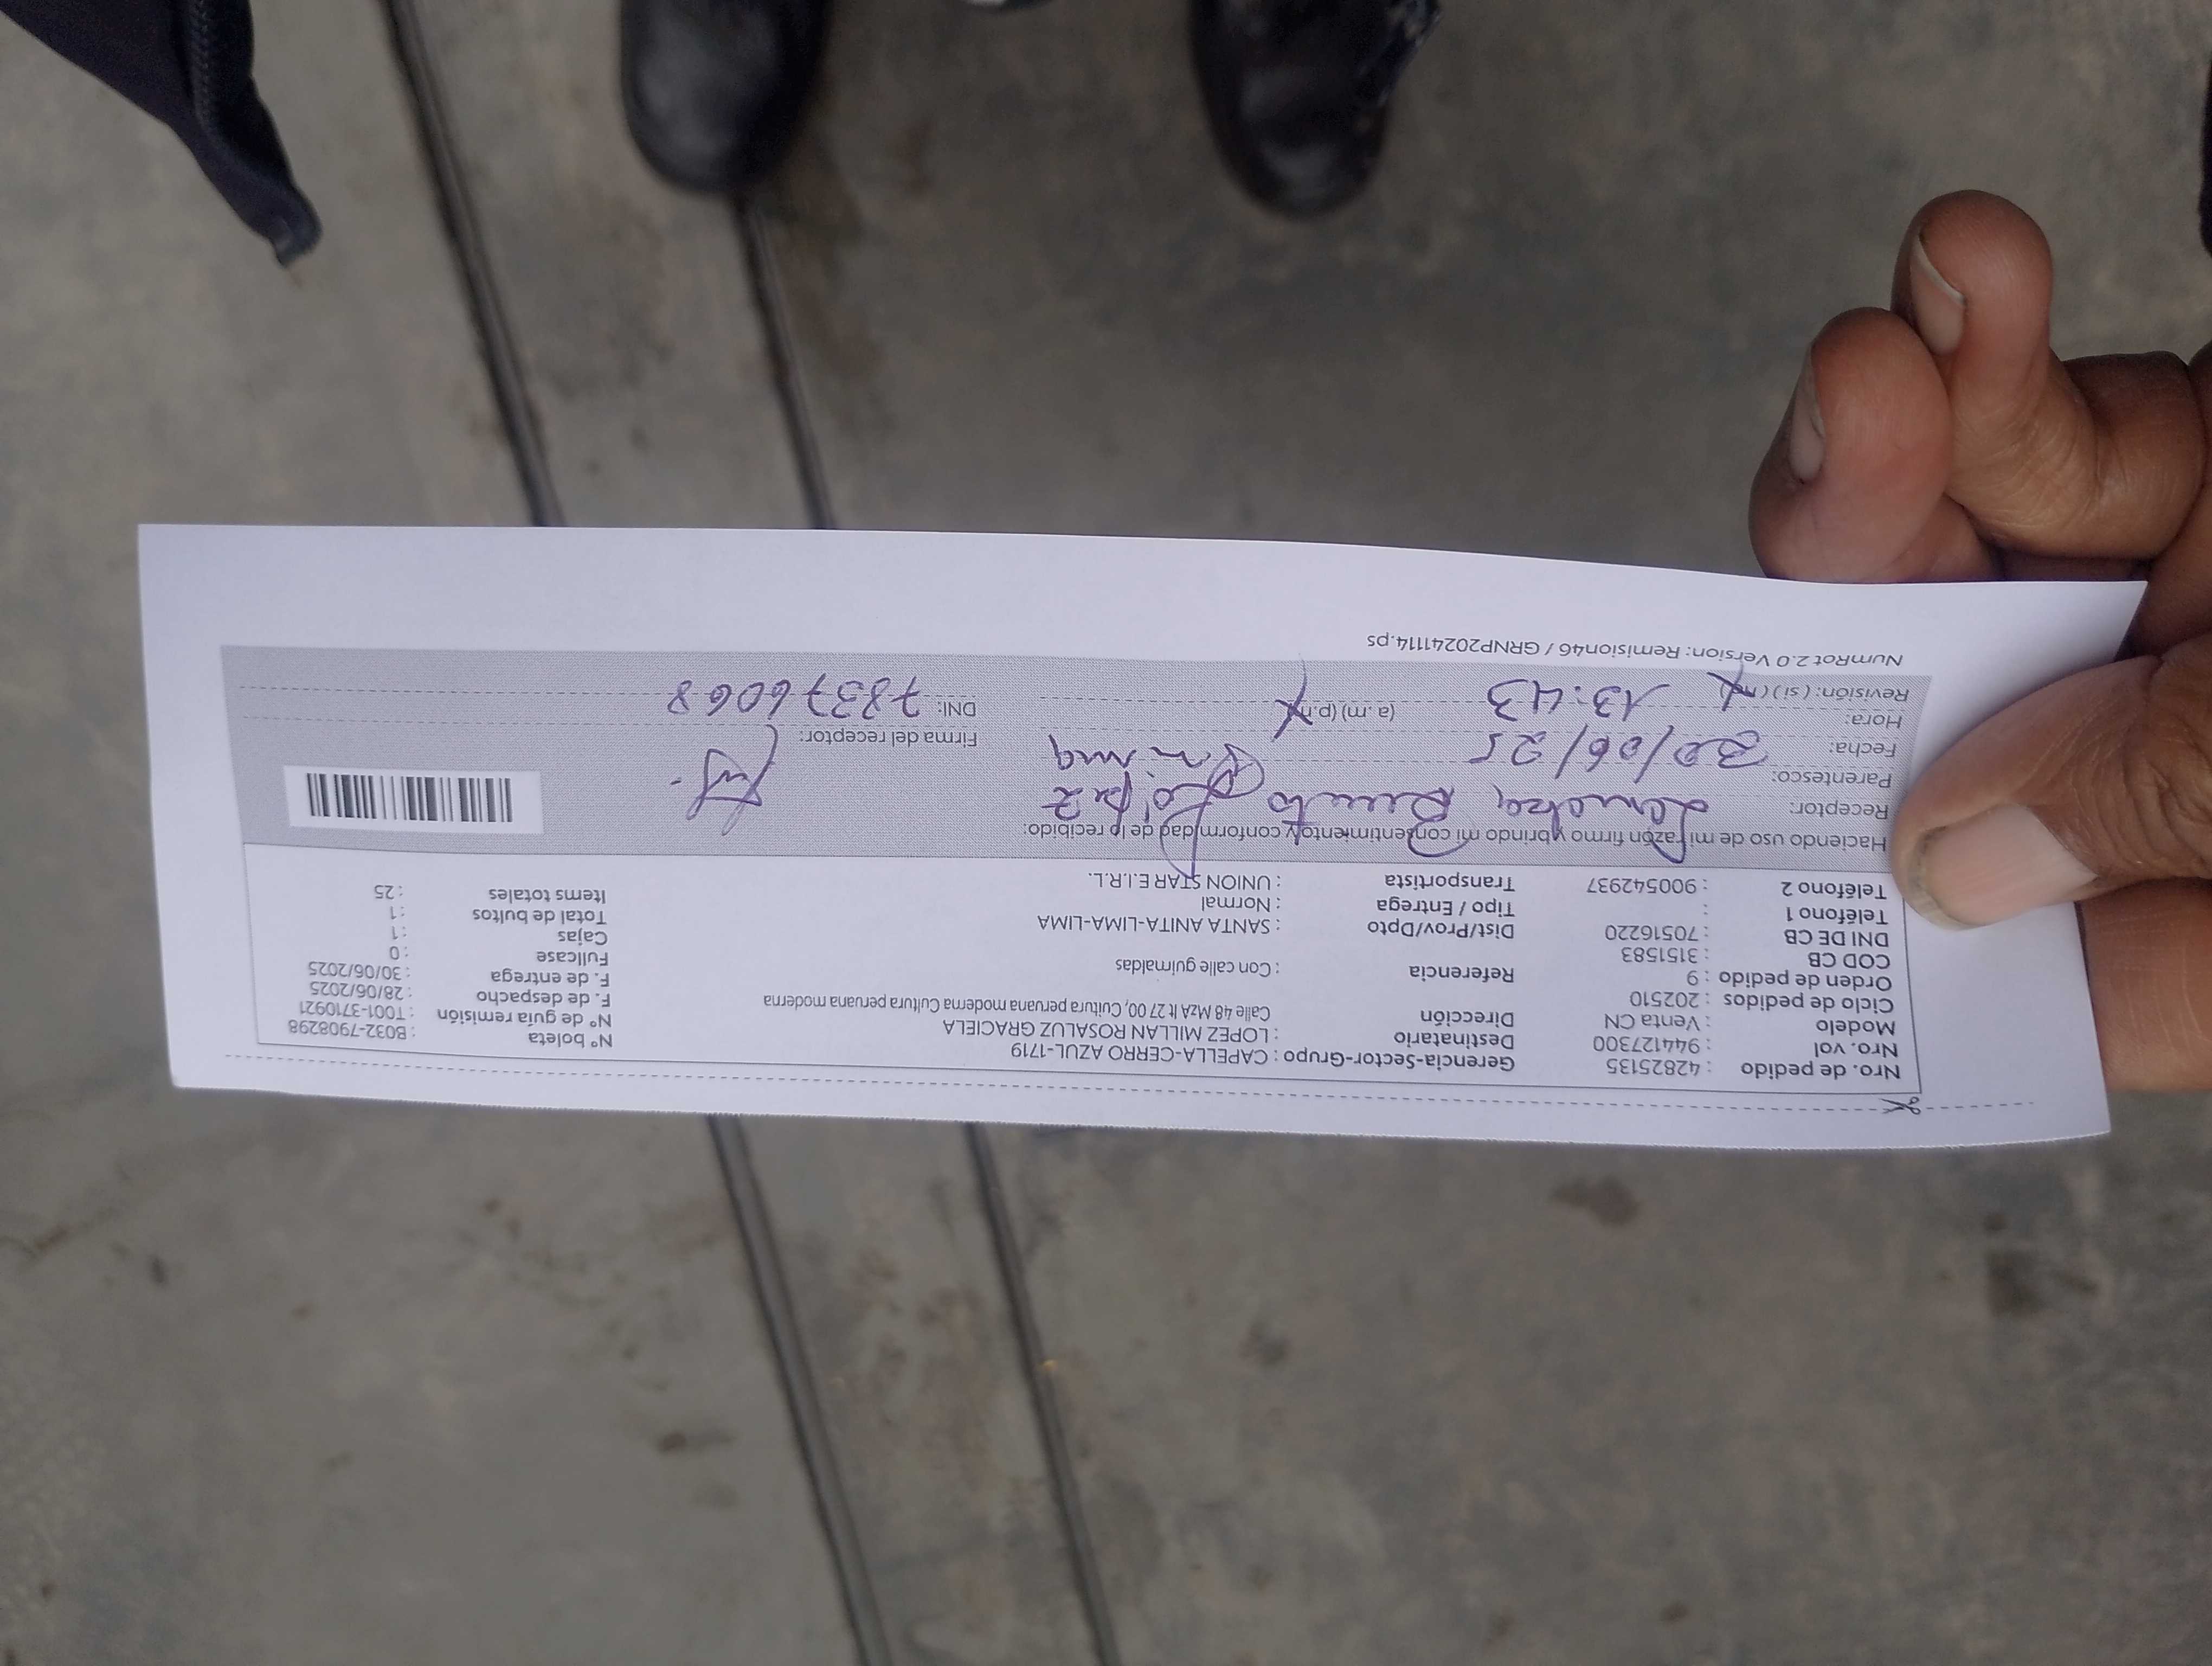 Nro. de pedido : 42825135 Gerencia-Sector-Grupo : CAPELLA-CERRO AZUL-1719 N° boleta : B032-7908298
Nro. val : 944127300 Destinatario : LOPEZ MILLAN ROSALUZ GRACIELA N° de guía remisión : T001-3710921
Modelo : Venta CN Dirección Calle 48 MzA lt 27 00, Cultura peruana moderna Cultura peruana moderna F. de despacho : 28/06/2025
Ciclo de pedidos : 202510 F. de entrega : 30/06/2025
Orden de pedido : 9 Referencia : Con calle guirnaldas Fullcase : 0
COD CB : 3151583 Cajas : 1
DNI DE CB : 70516220 Dist/Prov/Dpto : SANTA ANITA-LIMA-LIMA Total de bultos : 1
Teléfono 1 : Tipo / Entrega : Normal Items totales : 25
Teléfono 2 : 900542937 Transportista : UNION STAR E.I.R.L.
Haciendo uso de mi razón firmo y brindo mi consentimiento y conformidad de lo recibido:
Receptor: López
Parentesco:
Fecha: 30/06/25 Firma del receptor:
Hora: 13:43 (a.m) (p.m) DNI: 78376068
Revisión: (si) (no)
NumRot 2.0 Version: Remision46 / GRNP20241114.ps